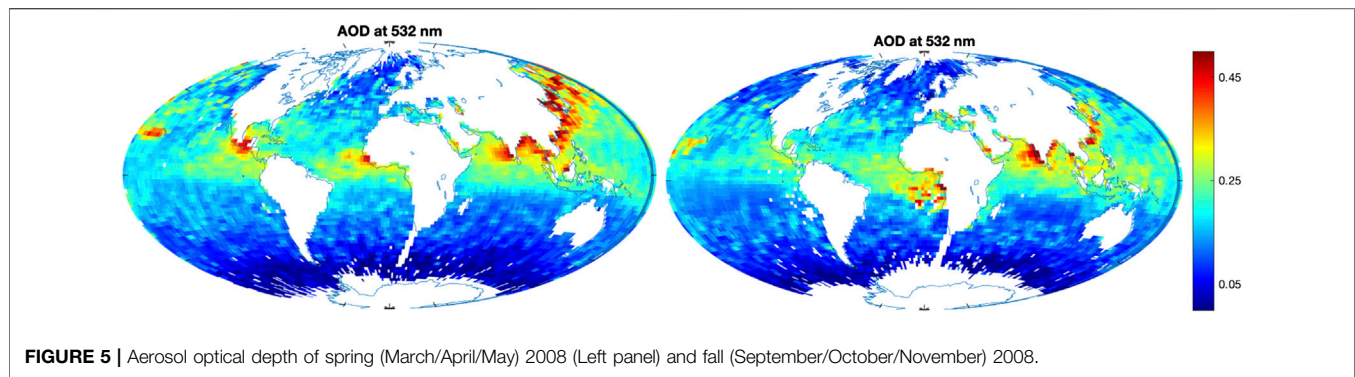 AOD at 532 nm
AOD at 532 nm
0.45
0.25
0.05
FIGURE 5 | Aerosol optical depth of spring (March/April/May) 2008 (Left panel) and fall (September/October/November) 2008.